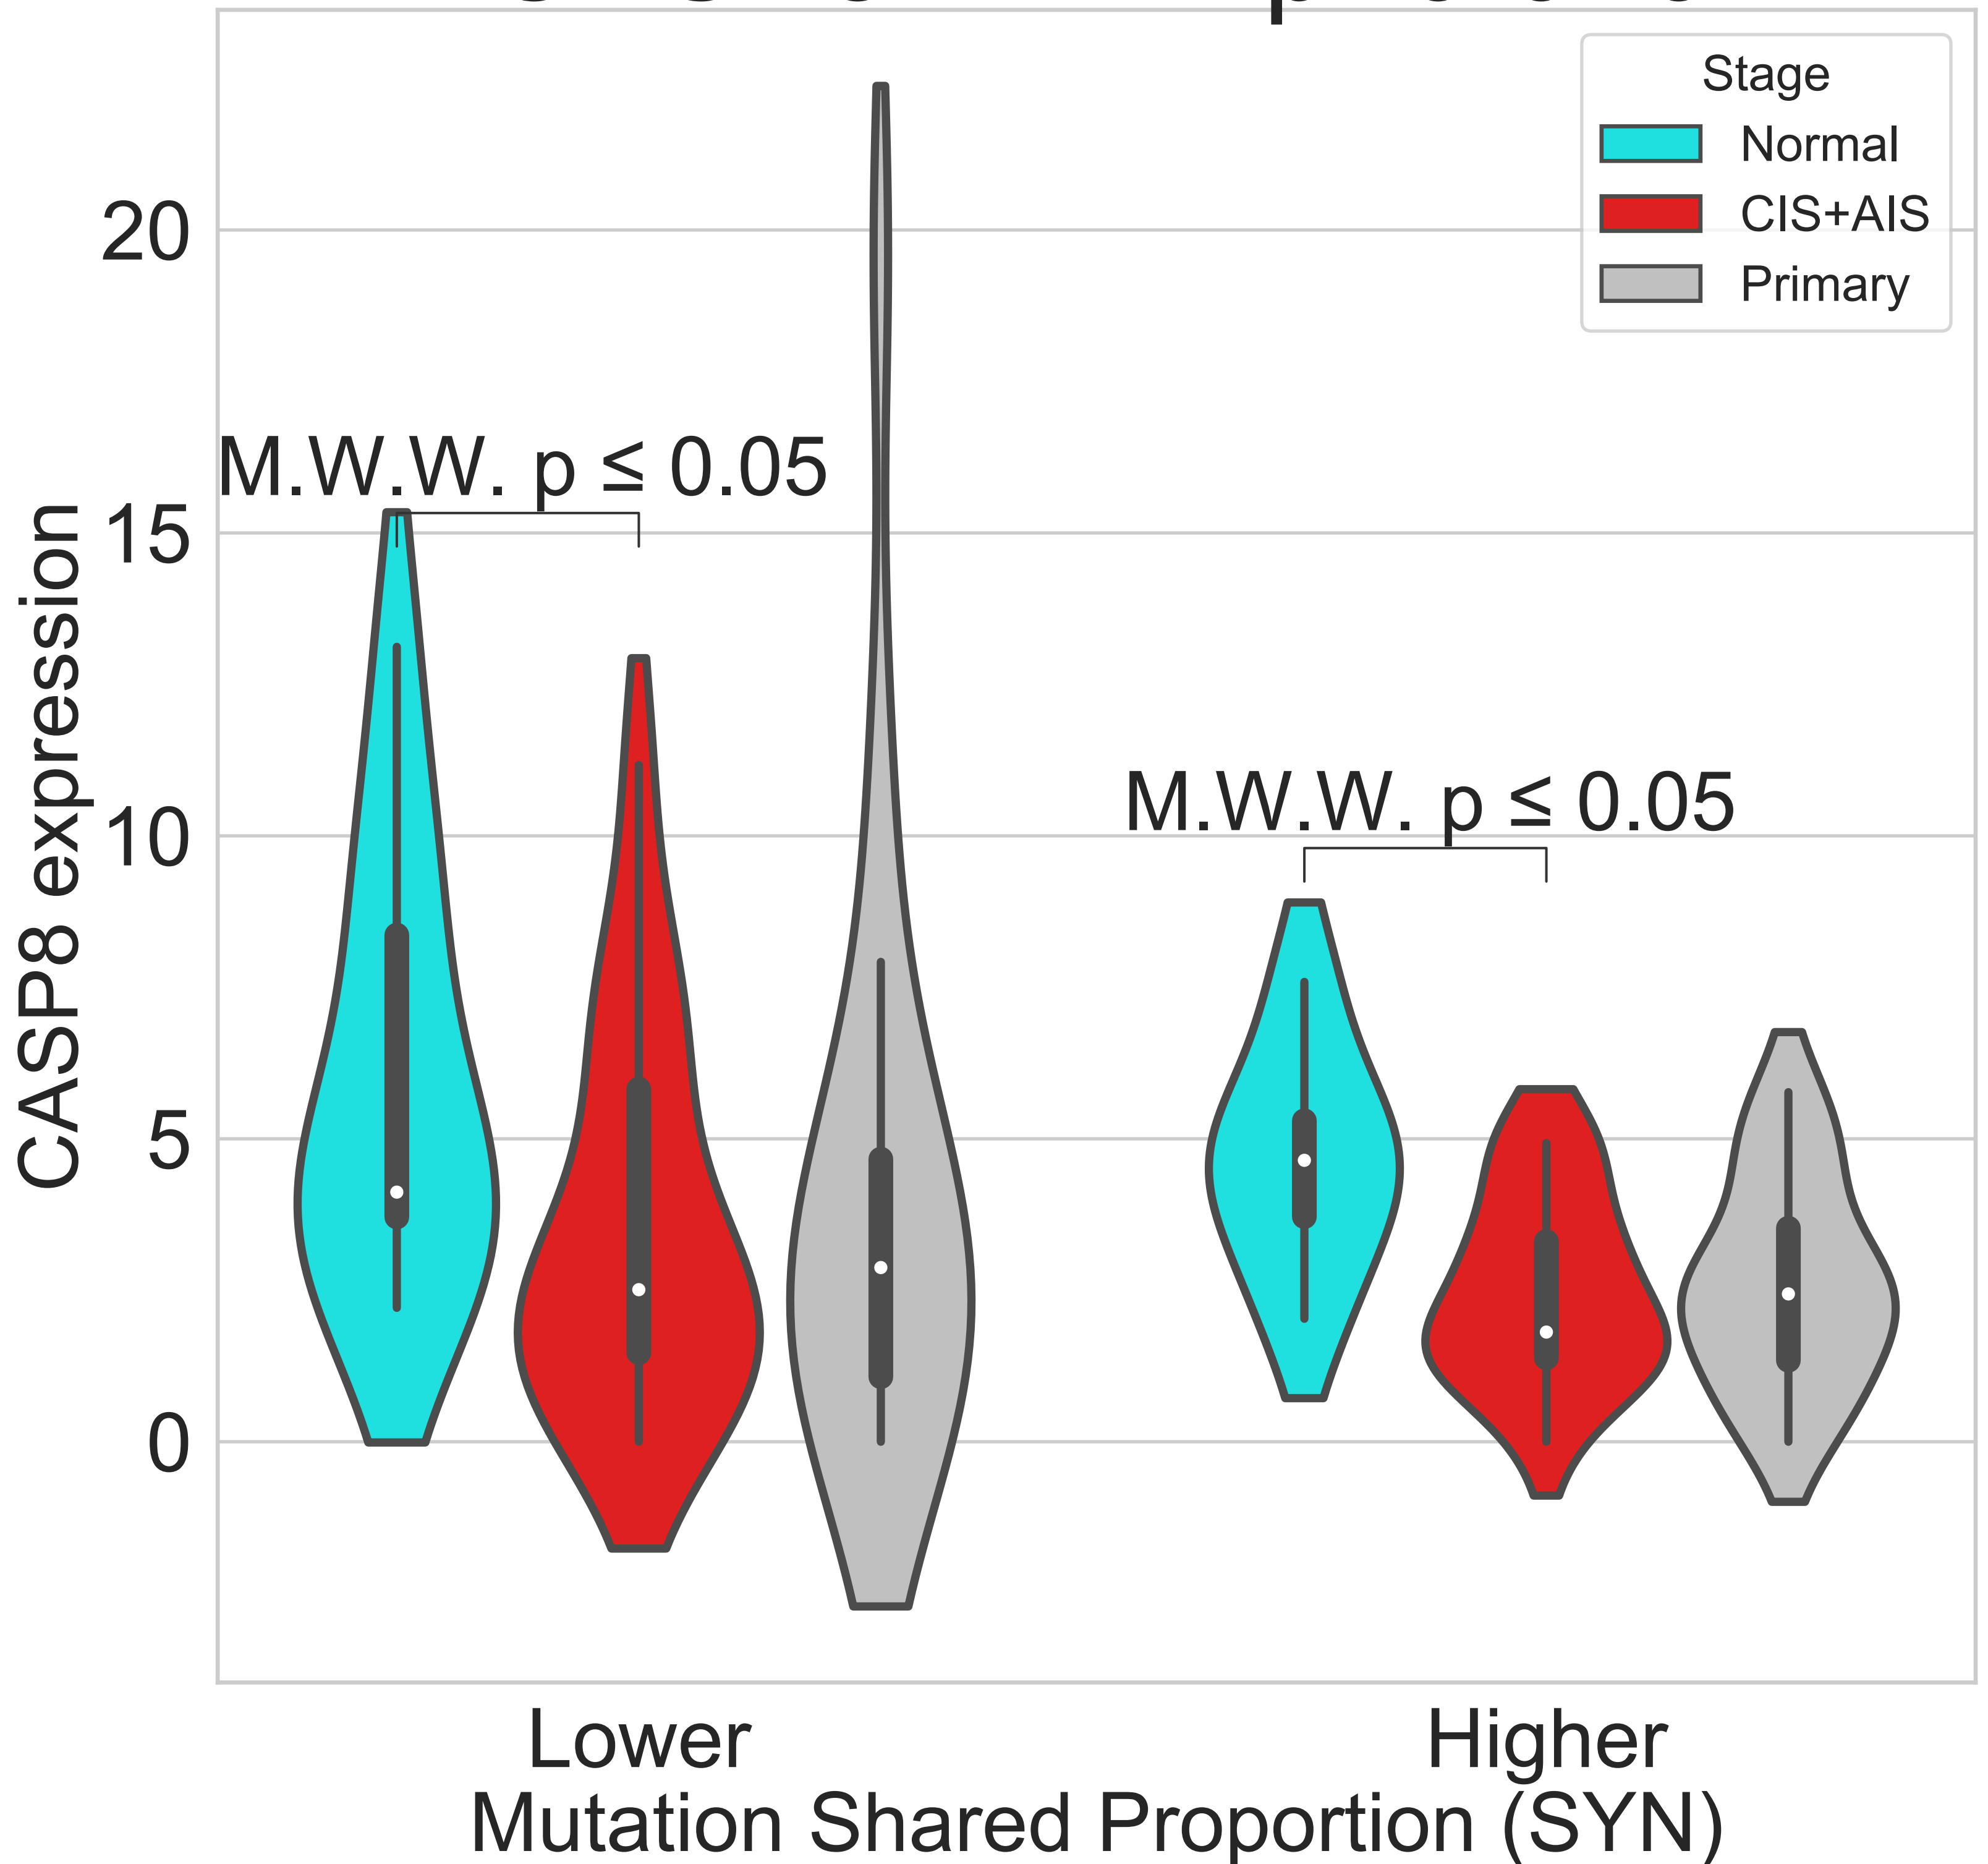 Stage
Normal
CIS+AIS
Primary
20
15
10
5
0
CASP8 expression
M.W.W. p ≤ 0.05
M.W.W. p ≤ 0.05
Lower
Higher
Mutation Shared Proportion (SYN)